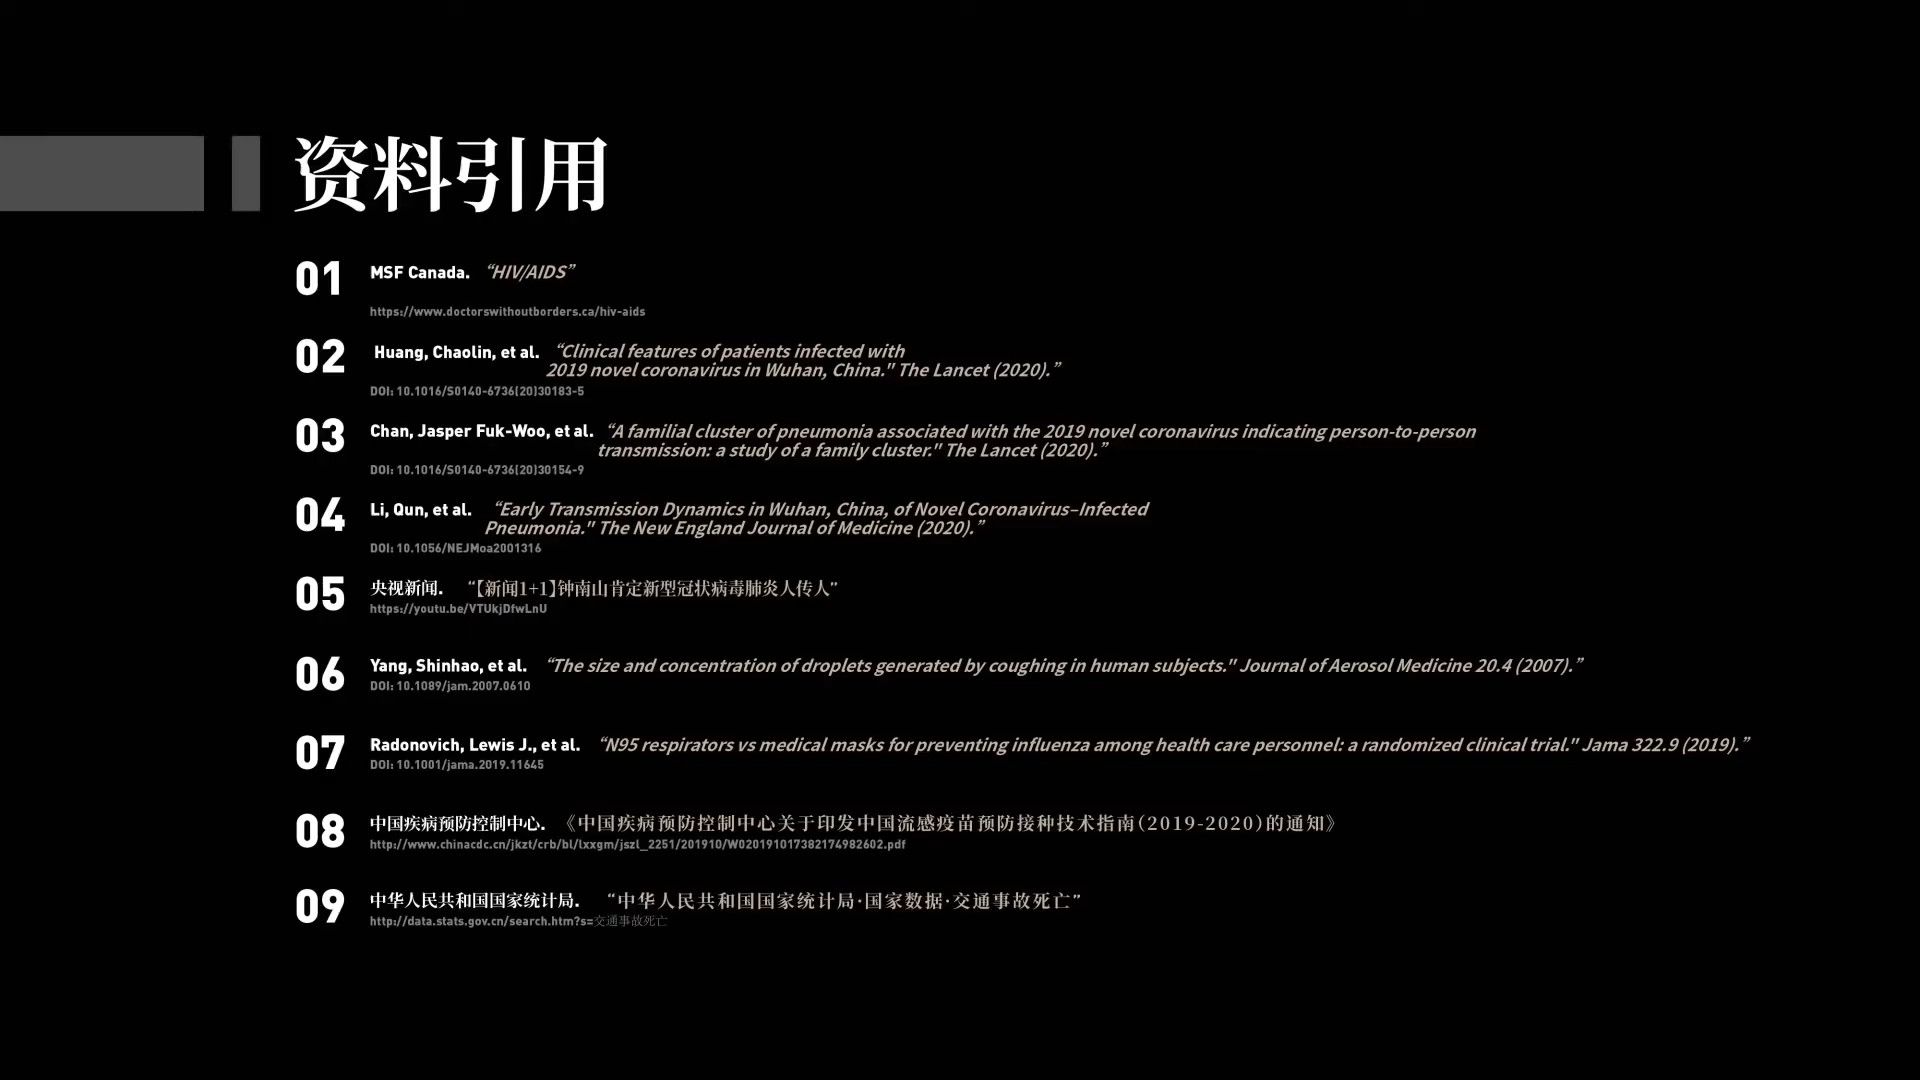 资料引用
01 MSF Canada. “HIV/AIDS”
https://www.doctorswithoutborders.ca/hiv-aids
02 Huang, Chaolin, et al. “Clinical features of patients infected with
2019 novel coronavirus in Wuhan, China." The Lancet (2020).”
DOI: 10.1016/S0140-6736(20)30183-5
03 Chan, Jasper Fuk-Woo, et al. “A familial cluster of pneumonia associated with the 2019 novel coronavirus indicating person-to-person
transmission: a study of a family cluster." The Lancet (2020).”
DOI: 10.1016/S0140-6736(20)30154-9
04 Li, Qun, et al. “Early Transmission Dynamics in Wuhan, China, of Novel Coronavirus–Infected
Pneumonia." The New England Journal of Medicine (2020).”
DOI: 10.1056/NEJMoa2001316
05 央视新闻. “【新闻1+1】钟南山肯定新型冠状病毒肺炎人传人”
https://youtu.be/VTUkjDfwLnU
06 Yang, Shinhao, et al. “The size and concentration of droplets generated by coughing in human subjects." Journal of Aerosol Medicine 20.4 (2007).”
DOI: 10.1089/jam.2007.0610
07 Radonovich, Lewis J., et al. “N95 respirators vs medical masks for preventing influenza among health care personnel: a randomized clinical trial." Jama 322.9 (2019).”
DOI: 10.1001/jama.2019.11645
08 中国疾病预防控制中心. 《中国疾病预防控制中心关于印发中国流感疫苗预防接种技术指南(2019-2020)的通知》
http://www.chinacdc.cn/jkzt/crb/bl/lxxgm/jszl_2251/201910/W020191017382174982602.pdf
09 中华人民共和国国家统计局. “中华人民共和国国家统计局·国家数据·交通事故死亡”
http://data.stats.gov.cn/search.htm?s=交通事故死亡